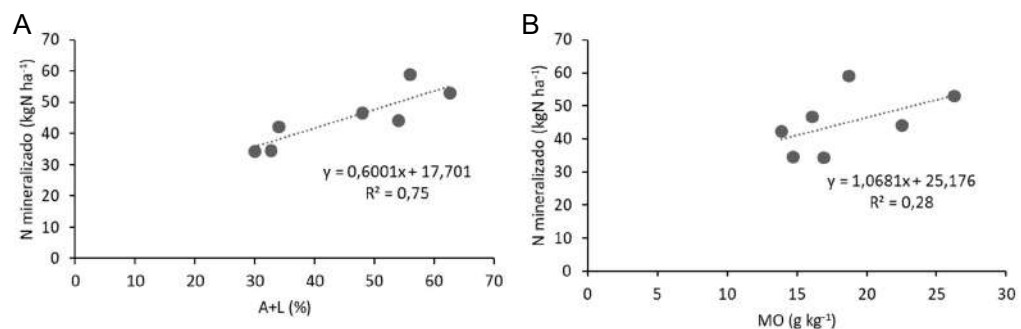 A
N mineralizado (kgN ha⁻¹)
70
60
50
40
30
20
10
0
y = 0,6001x + 17,701
R² = 0,75
0 10 20 30 40 50 60 70
A+L (%)
B
N mineralizado (kgN ha⁻¹)
70
60
50
40
30
20
10
0
y = 1,0681x + 25,176
R² = 0,28
0 5 10 15 20 25 30
MO (g kg⁻¹)